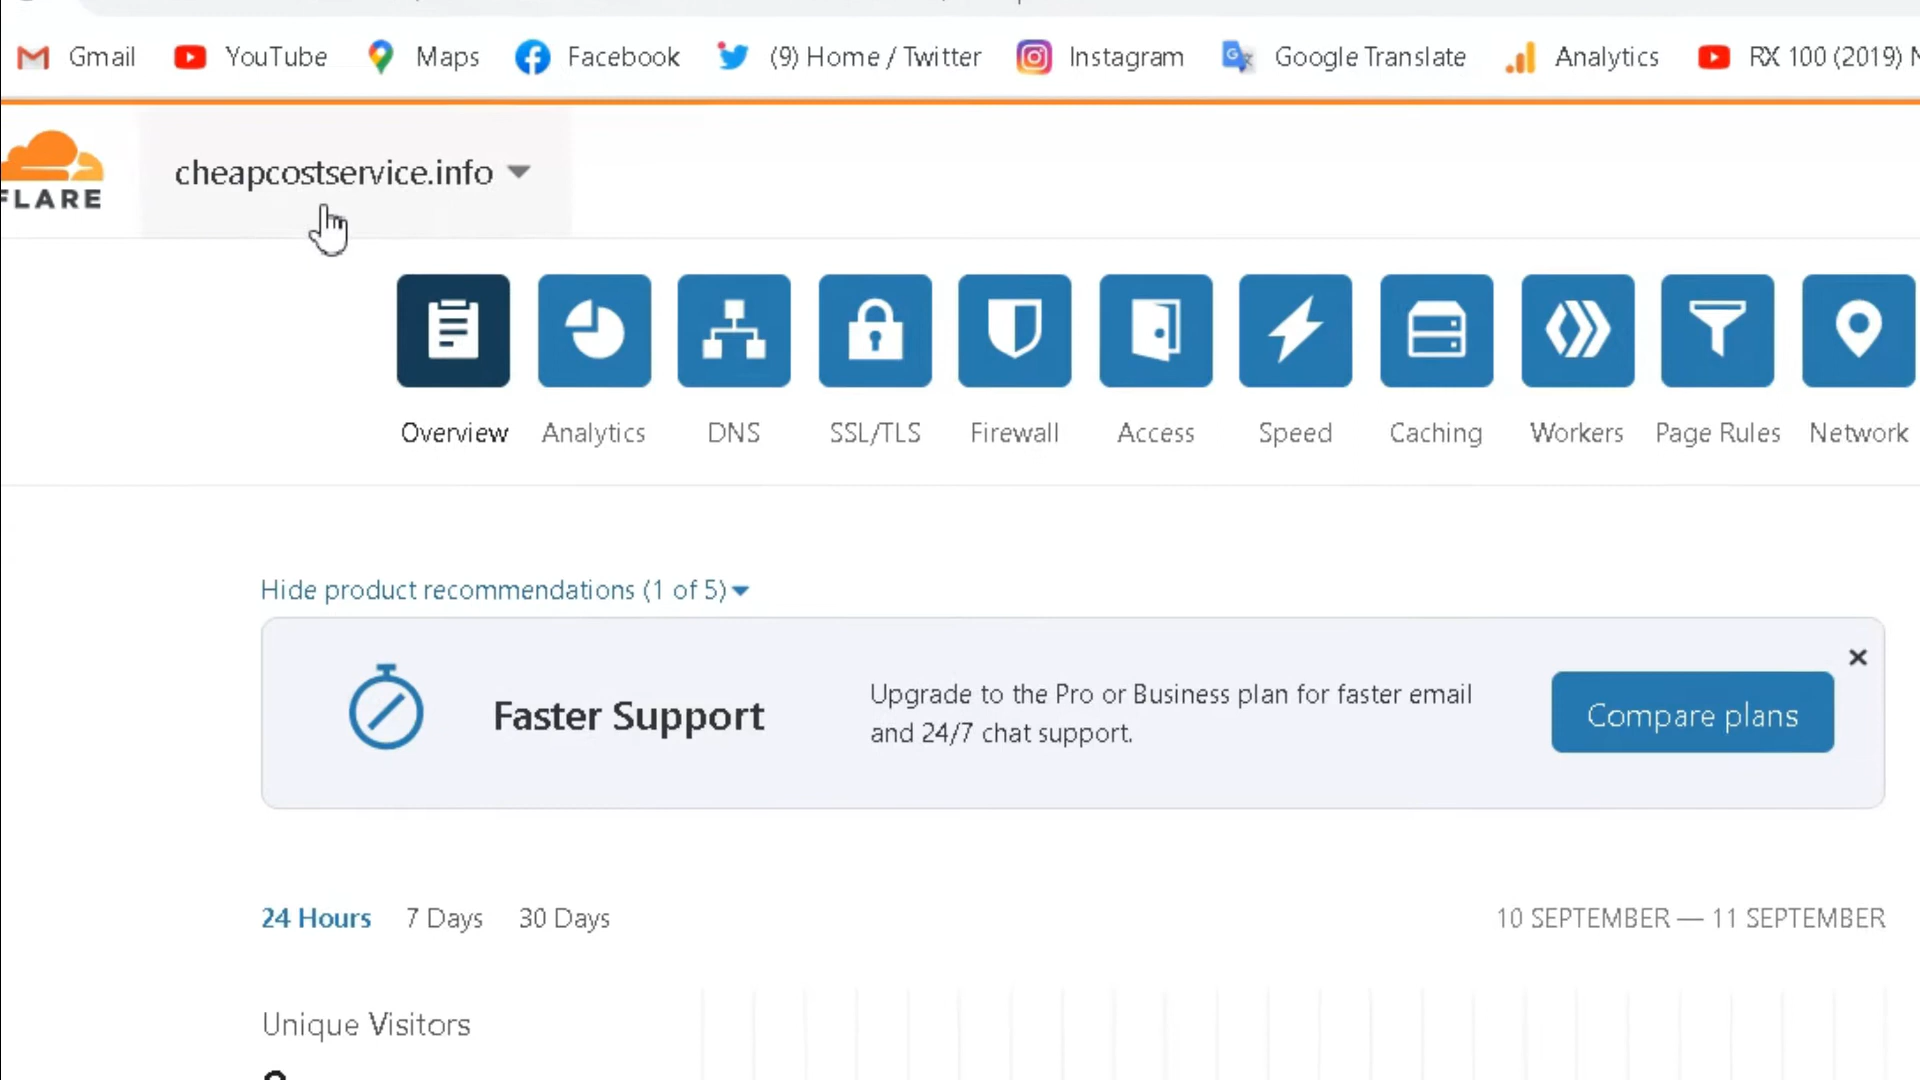 Gmail YouTube Maps Facebook (9) Home / Twitter Instagram Google Translate Analytics RX 100 (2019)
FLARE cheapcostservice.info
Overview Analytics DNS SSL/TLS Firewall Access Speed Caching Workers Page Rules Network
Hide product recommendations (1 of 5)
Faster Support
Upgrade to the Pro or Business plan for faster email
and 24/7 chat support.
Compare plans
24 Hours 7 Days 30 Days 10 SEPTEMBER — 11 SEPTEMBER
Unique Visitors